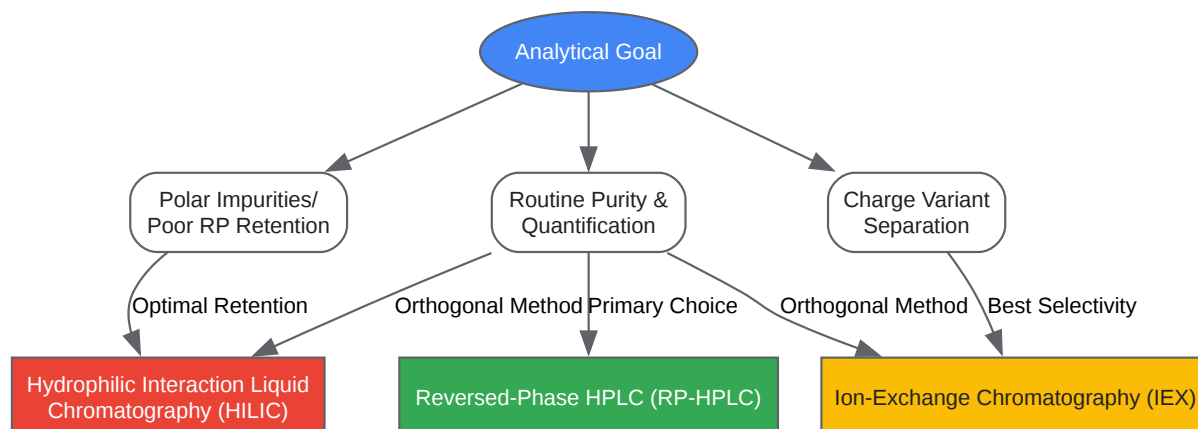 Analytical Goal
Polar Impurities/
Poor RP Retention
Routine Purity &
Quantification
Charge Variant
Separation
Optimal Retention
Orthogonal Method
Primary Choice
Orthogonal Method
Best Selectivity
Hydrophilic Interaction Liquid
Chromatography (HILIC)
Reversed-Phase HPLC (RP-HPLC)
Ion-Exchange Chromatography (IEX)